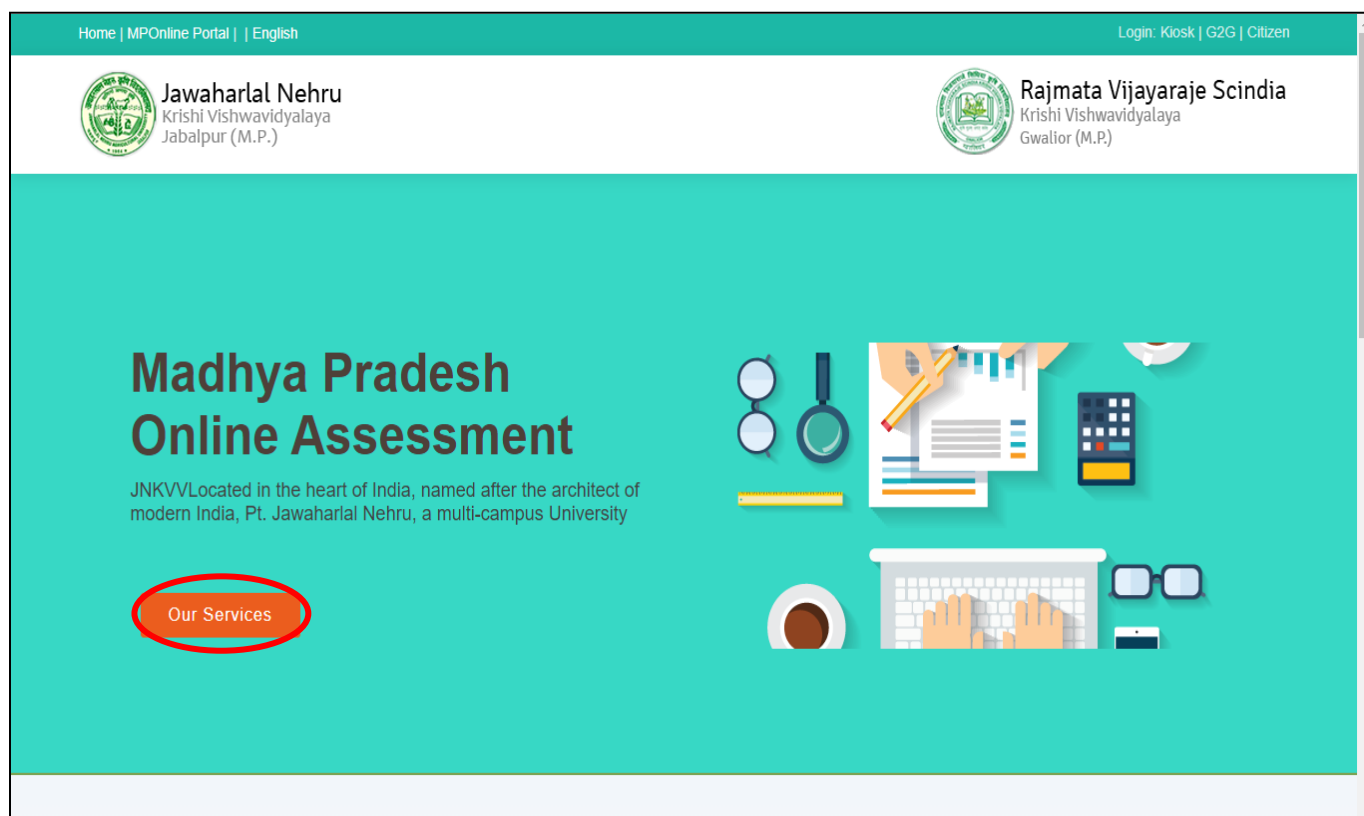 Home | MPOnline Portal | | English
Login: Kiosk | G2G | Citizen
Jawaharlal Nehru
Krishi Vishwavidyalaya
Jabalpur (M.P.)
Rajmata Vijayaraje Scindia
Krishi Vishwavidyalaya
Gwalior (M.P.)
Madhya Pradesh
Online Assessment
JNKVVLocated in the heart of India, named after the architect of
modern India, Pt. Jawaharlal Nehru, a multi-campus University
Our Services